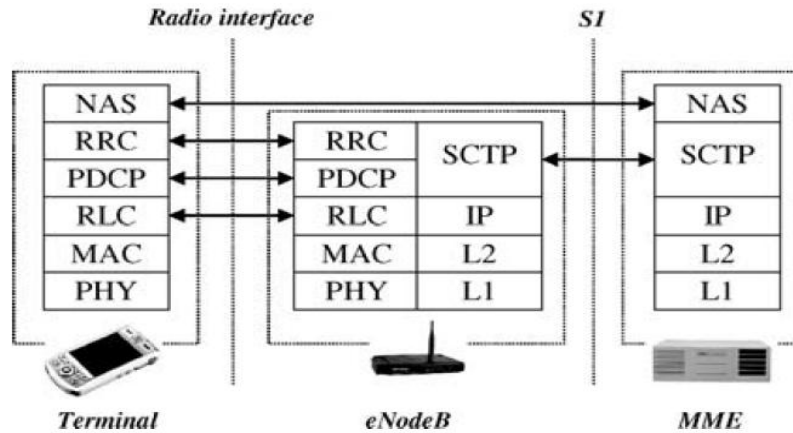 Radio interface S1
NAS NAS
RRC RRC SCTP SCTP
PDCP PDCP
RLC RLC IP IP
MAC MAC L2 L2
PHY PHY L1 L1
Terminal eNodeB MME